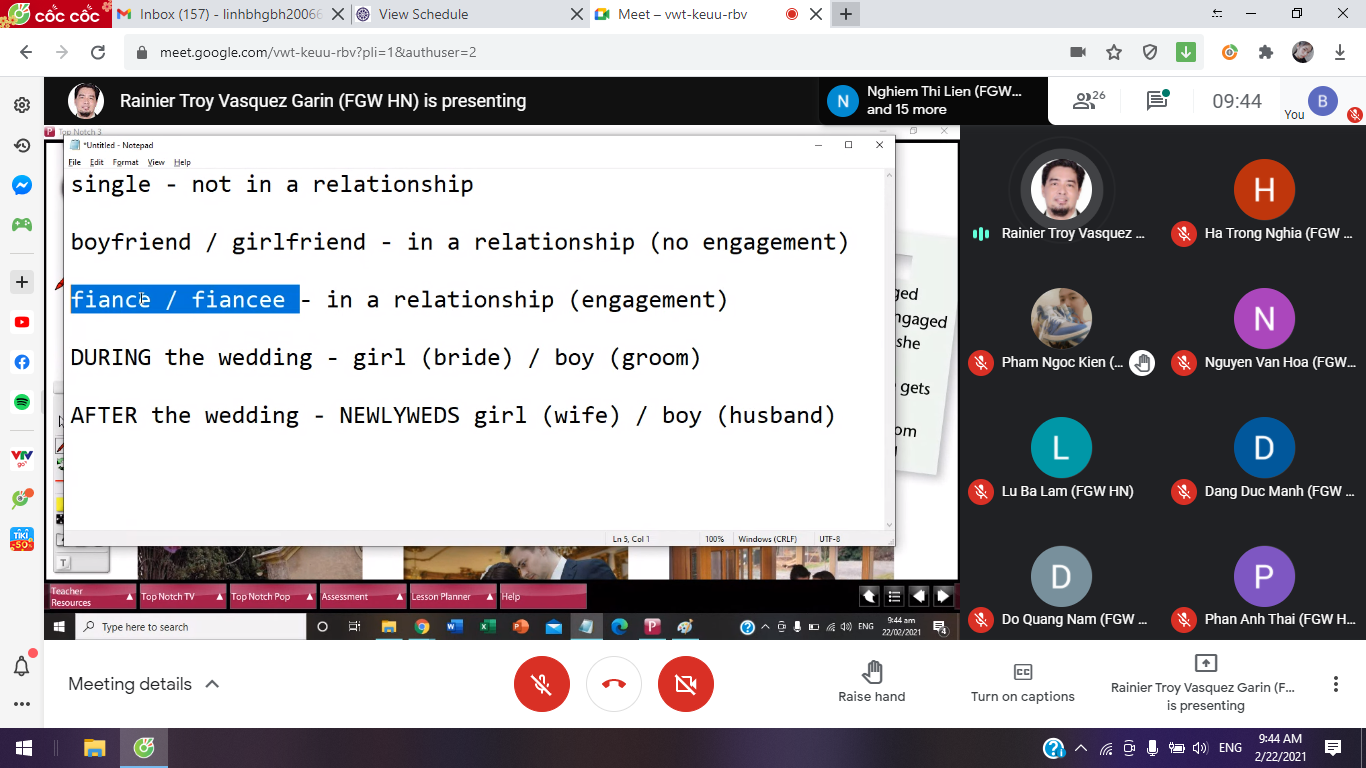 cốc cốc
Inbox (157) - linhbhgbh20066
View Schedule
Meet – vwt-keuu-rbv
meet.google.com/vwt-keuu-rbv?pli=1&authuser=2
Rainier Troy Vasquez Garin (FGW HN) is presenting
N
Nghiem Thi Lien (FGW...
and 15 more
26
09:44
You
B
Top Notch 3
*Untitled - Notepad
File Edit Format View Help
single - not in a relationship
boyfriend / girlfriend - in a relationship (no engagement)
fiance / fiancee - in a relationship (engagement)
DURING the wedding - girl (bride) / boy (groom)
AFTER the wedding - NEWLYWEDS girl (wife) / boy (husband)
Ln 5, Col 1
100%
Windows (CRLF)
UTF-8
ngaged
she
gets
T
Teacher
Resources
Top Notch TV
Top Notch Pop
Assessment
Lesson Planner
Help
Type here to search
ENG
9:44 am
22/02/2021
4
Rainier Troy Vasquez ...
H
Ha Trong Nghia (FGW ...
Pham Ngoc Kien (...
N
Nguyen Van Hoa (FGW...
L
Lu Ba Lam (FGW HN)
D
Dang Duc Manh (FGW ...
D
Do Quang Nam (FGW ...
P
Phan Anh Thai (FGW H...
VTV
go
TIKI
-50%
Meeting details
Raise hand
Turn on captions
Rainier Troy Vasquez Garin (F...
is presenting
ENG
9:44 AM
2/22/2021